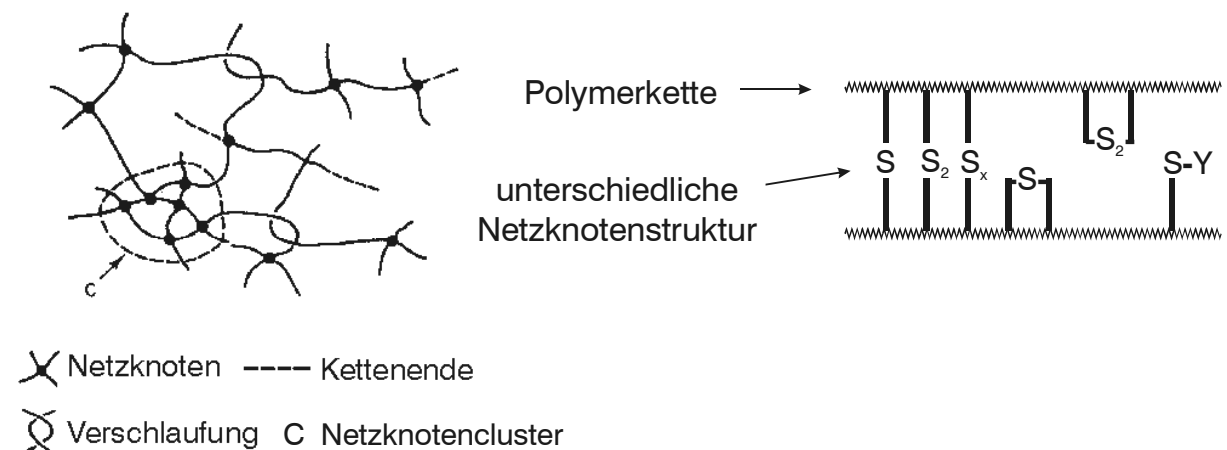 Polymerkette
unterschiedliche
Netzknotenstruktur
S S₂ Sₓ S S₂ S-Y
C
Netzknoten
Kettenende
Verschlaufung
C Netzknotencluster